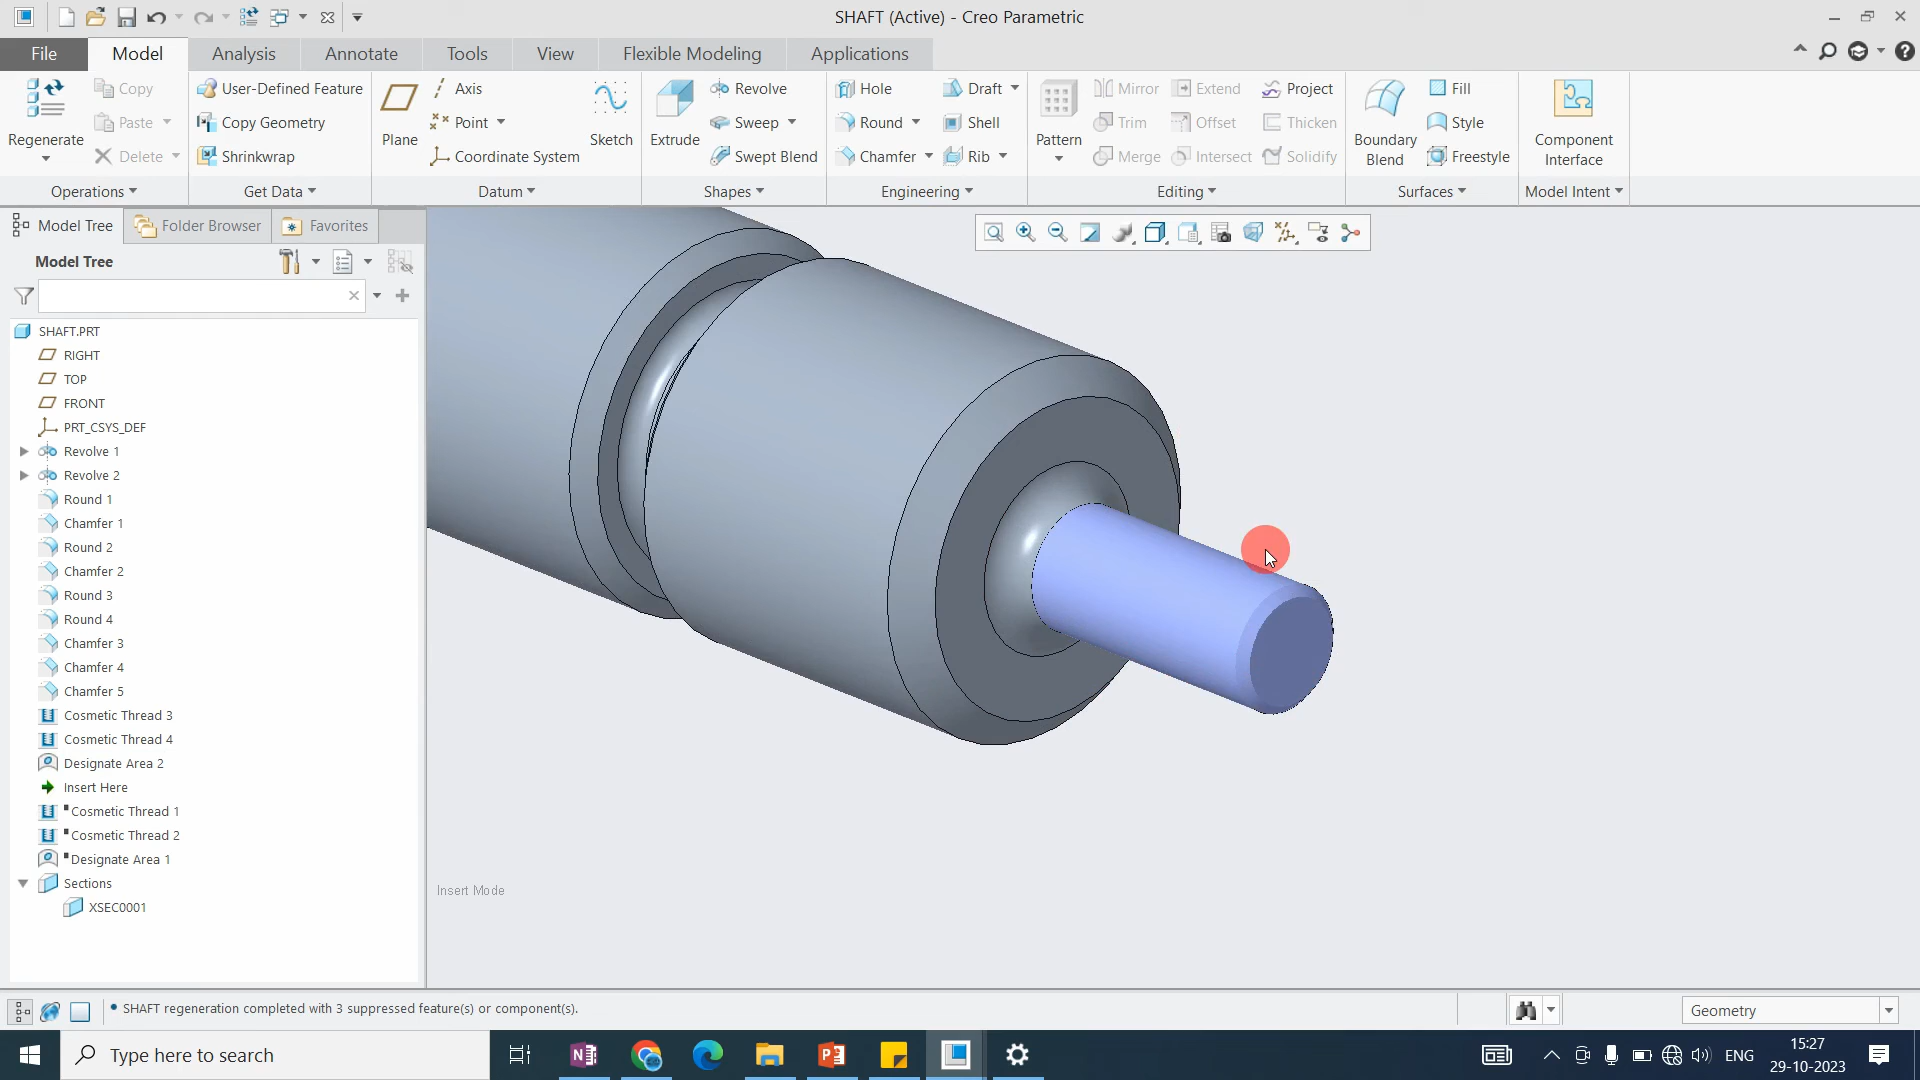 SHAFT (Active) - Creo Parametric
File Model Analysis Annotate Tools View Flexible Modeling Applications
Regenerate
Copy
Paste
Delete
Operations
User-Defined Feature
Copy Geometry
Shrinkwrap
Get Data
Plane
Axis
Point
Coordinate System
Sketch
Datum
Extrude
Revolve
Sweep
Swept Blend
Shapes
Hole
Round
Chamfer
Draft
Shell
Rib
Engineering
Pattern
Mirror
Trim
Merge
Extend
Offset
Intersect
Project
Thicken
Solidify
Editing
Boundary
Blend
Fill
Style
Freestyle
Surfaces
Component
Interface
Model Intent
Model Tree Folder Browser Favorites
Model Tree
SHAFT.PRT
RIGHT
TOP
FRONT
PRT_CSYS_DEF
Revolve 1
Revolve 2
Round 1
Chamfer 1
Round 2
Chamfer 2
Round 3
Round 4
Chamfer 3
Chamfer 4
Chamfer 5
Cosmetic Thread 3
Cosmetic Thread 4
Designate Area 2
Insert Here
Cosmetic Thread 1
Cosmetic Thread 2
Designate Area 1
Sections
XSEC0001
Insert Mode
• SHAFT regeneration completed with 3 suppressed feature(s) or component(s).
Geometry
Type here to search
ENG
15:27
29-10-2023